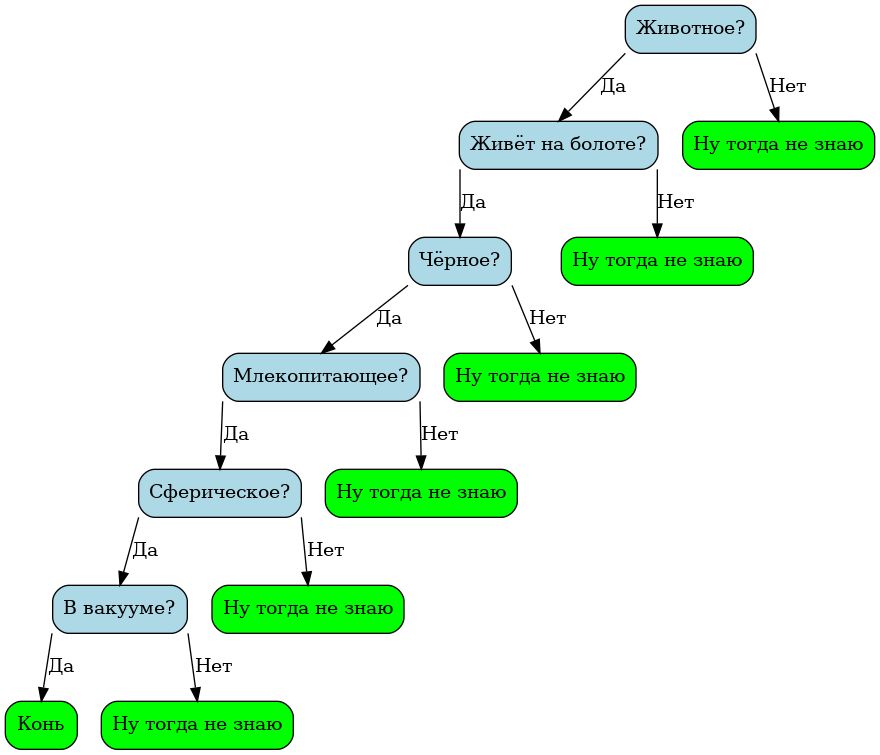 Животное?
Да
Нет
Живёт на болоте?
Ну тогда не знаю
Да
Нет
Чёрное?
Ну тогда не знаю
Да
Нет
Млекопитающее?
Ну тогда не знаю
Да
Нет
Сферическое?
Ну тогда не знаю
Да
Нет
В вакууме?
Ну тогда не знаю
Да
Нет
Конь
Ну тогда не знаю